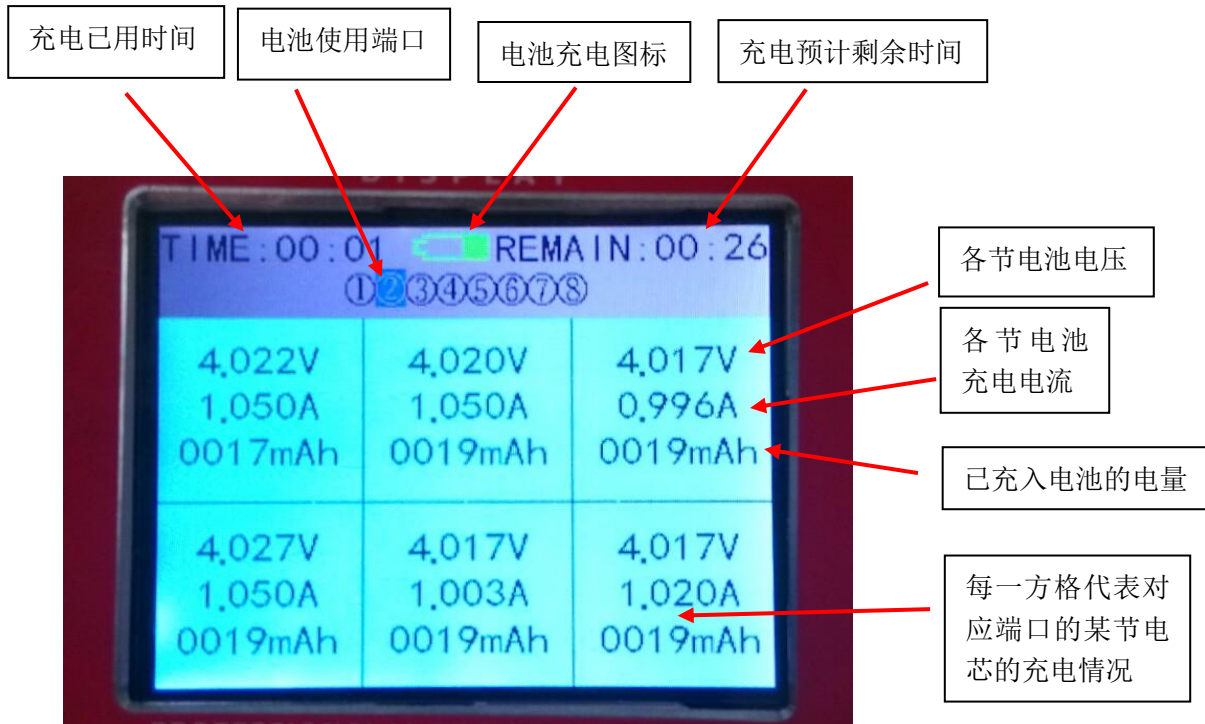 充电已用时间
电池使用端口
电池充电图标
充电预计剩余时间
DISPLAY
TIME:00:01 REMAIN:00:26
①②③④⑤⑥⑦⑧
4.022V 4.020V 4.017V
1.050A 1.050A 0.996A
0017mAh 0019mAh 0019mAh
4.027V 4.017V 4.017V
1.050A 1.003A 1.020A
0019mAh 0019mAh 0019mAh
各节电池电压
各节电池
充电电流
已充入电池的电量
每一方格代表对
应端口的某节电
芯的充电情况